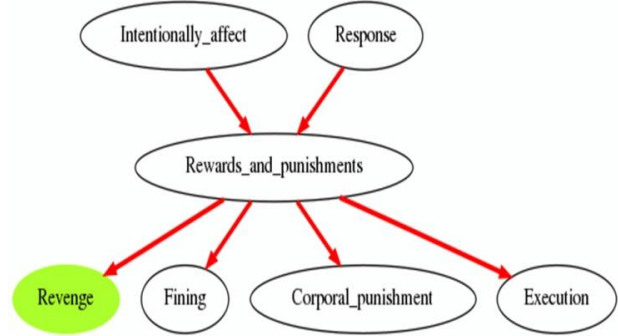 Intentionally_affect
Response
Rewards_and_punishments
Revenge
Fining
Corporal_punishment
Execution